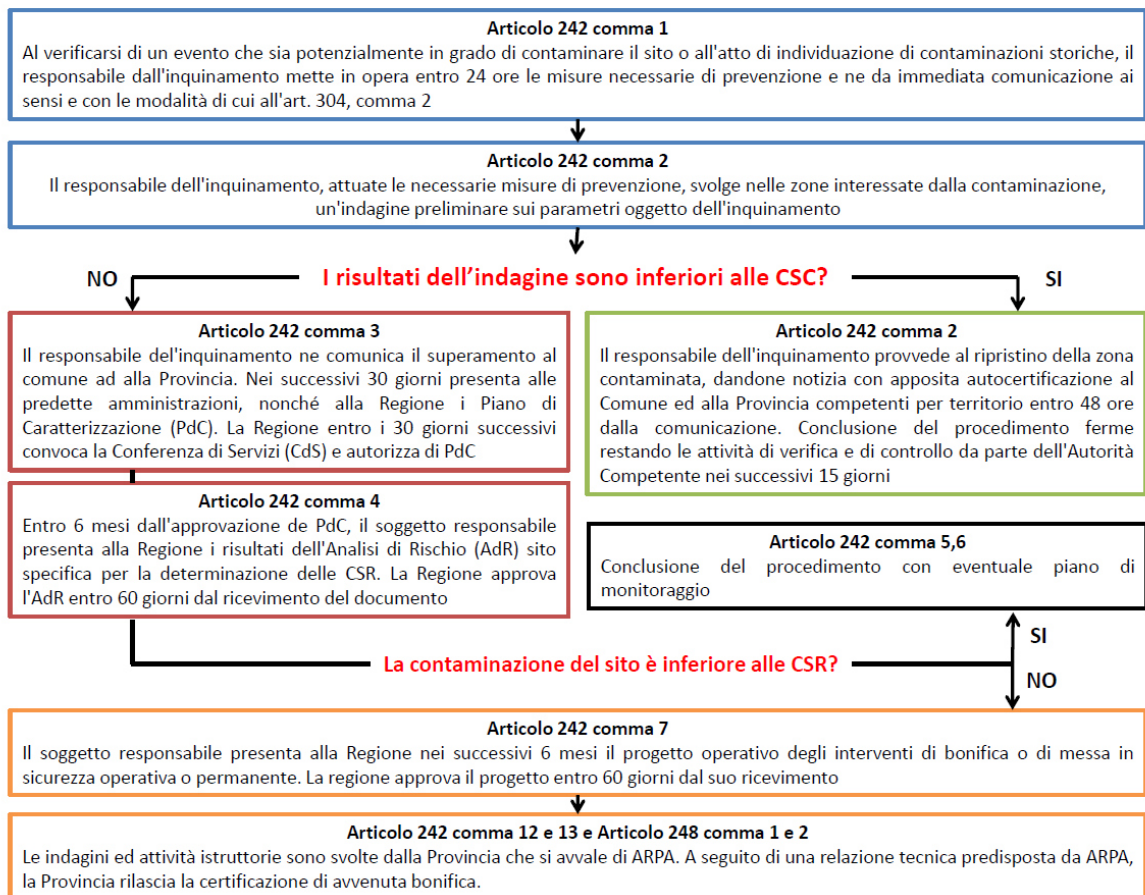 Articolo 242 comma 1
Al verificarsi di un evento che sia potenzialmente in grado di contaminare il sito o all'atto di individuazione di contaminazioni storiche, il
responsabile dall'inquinamento mette in opera entro 24 ore le misure necessarie di prevenzione e ne da immediata comunicazione ai
sensi e con le modalità di cui all'art. 304, comma 2
Articolo 242 comma 2
Il responsabile dell'inquinamento, attuate le necessarie misure di prevenzione, svolge nelle zone interessate dalla contaminazione,
un'indagine preliminare sui parametri oggetto dell'inquinamento
I risultati dell'indagine sono inferiori alle CSC?
NO
SI
Articolo 242 comma 3
Il responsabile del'inquinamento ne comunica il superamento al
comune ad alla Provincia. Nei successivi 30 giorni presenta alle
predette amministrazioni, nonché alla Regione i Piano di
Caratterizzazione (PdC). La Regione entro i 30 giorni successivi
convoca la Conferenza di Servizi (CdS) e autorizza di PdC
Articolo 242 comma 2
Il responsabile dell'inquinamento provvede al ripristino della zona
contaminata, dandone notizia con apposita autocertificazione al
Comune ed alla Provincia competenti per territorio entro 48 ore
dalla comunicazione. Conclusione del procedimento ferme
restando le attività di verifica e di controllo da parte dell'Autorità
Competente nei successivi 15 giorni
Articolo 242 comma 4
Entro 6 mesi dall'approvazione de PdC, il soggetto responsabile
presenta alla Regione i risultati dell'Analisi di Rischio (AdR) sito
specifica per la determinazione delle CSR. La Regione approva
l'AdR entro 60 giorni dal ricevimento del documento
Articolo 242 comma 5,6
Conclusione del procedimento con eventuale piano di
monitoraggio
La contaminazione del sito è inferiore alle CSR?
SI
NO
Articolo 242 comma 7
Il soggetto responsabile presenta alla Regione nei successivi 6 mesi il progetto operativo degli interventi di bonifica o di messa in
sicurezza operativa o permanente. La regione approva il progetto entro 60 giorni dal suo ricevimento
Articolo 242 comma 12 e 13 e Articolo 248 comma 1 e 2
Le indagini ed attività istruttorie sono svolte dalla Provincia che si avvale di ARPA. A seguito di una relazione tecnica predisposta da ARPA,
la Provincia rilascia la certificazione di avvenuta bonifica.